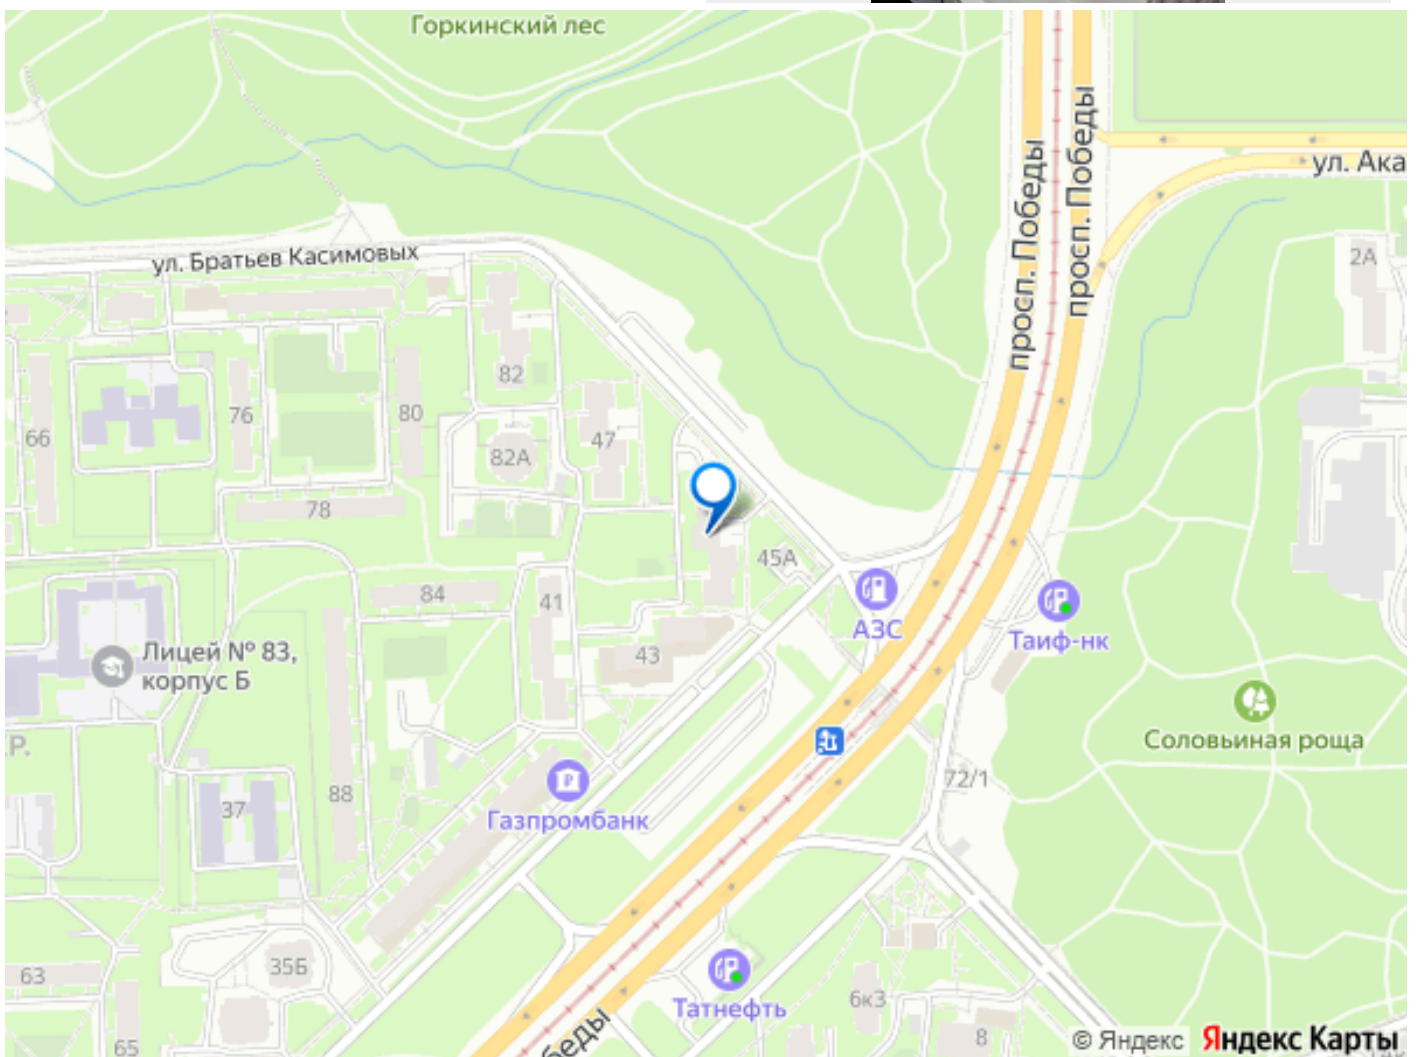 Горкинский лес
просп. Победы
просп. Победы
ул. Ака
ул. Братьев Касимовых
2А
82
76
80
47
66
82А
78
45А
84
41
АЗС
Таиф-нк
Лицей № 83,
корпус Б
43
Р.
Соловьиная роща
72/1
88
37
Газпромбанк
35Б
63
Татнефть
6к3
65
беды
8
© Яндекс Яндекс Карты